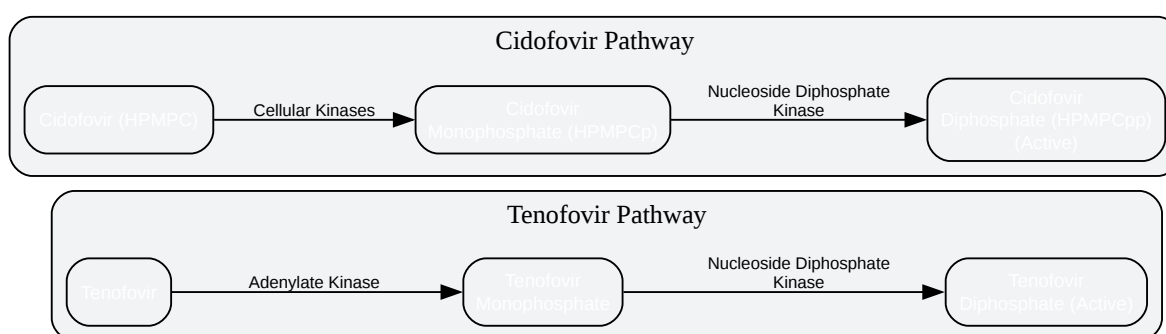 Cidofovir Pathway
Cidofovir (HPMPC)
Cellular Kinases
Cidofovir
Monophosphate (HPMPCp)
Nucleoside Diphosphate
Kinase
Cidofovir
Diphosphate (HPMPCpp)
(Active)
Tenofovir Pathway
Tenofovir
Adenylate Kinase
Tenofovir
Monophosphate
Nucleoside Diphosphate
Kinase
Tenofovir
Diphosphate (Active)